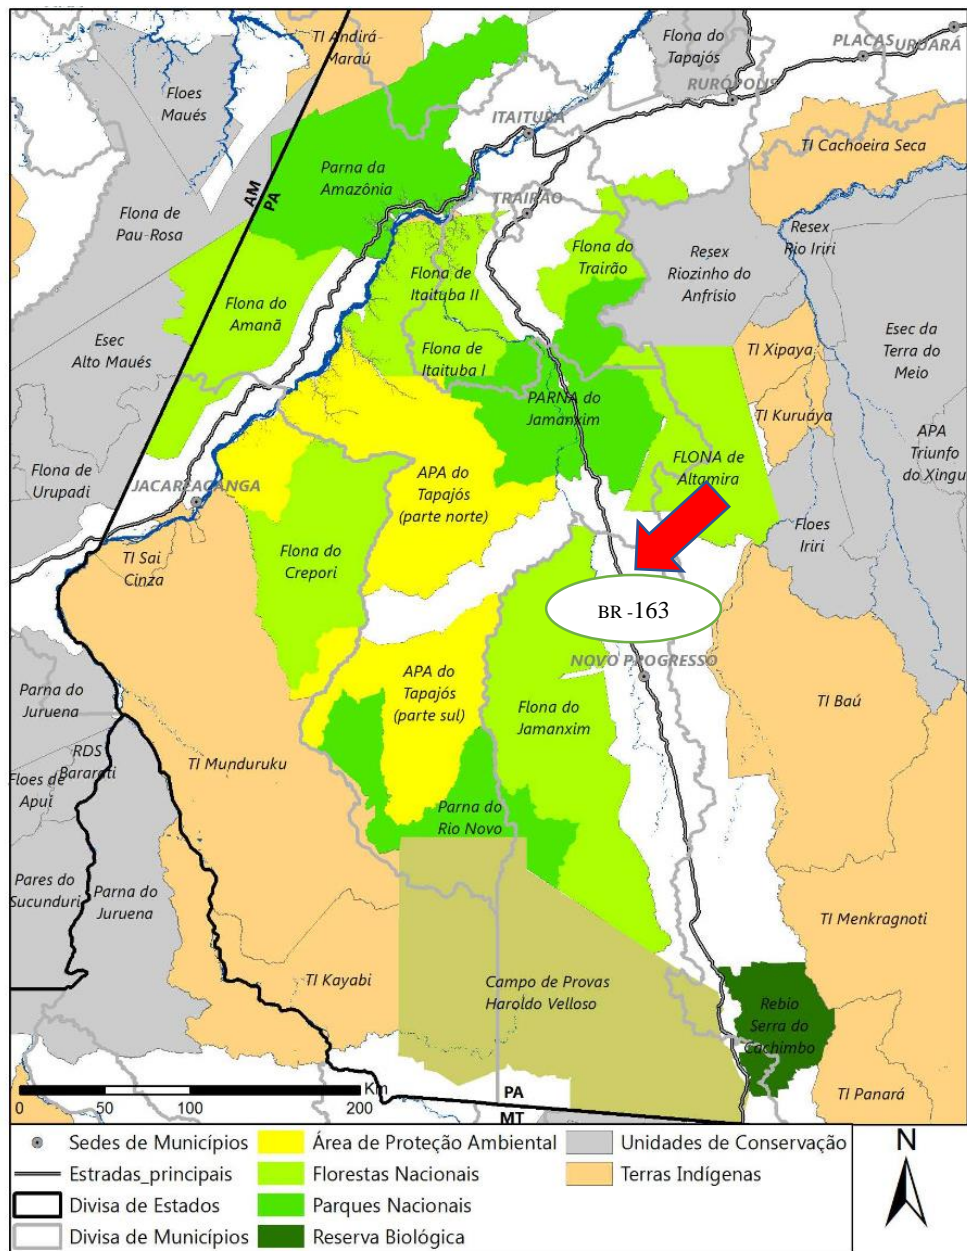 TI Andirá-
Maraú
Flona do
Tapajós
PLACAS
URUARÁ
Floes
Maués
RURÓPOLIS
ITAITUBA
TI Cachoeira Seca
Parna da
Amazônia
AM
PA
TRAIRÃO
Flona de
Pau-Rosa
Resex
Rio Iriri
Flona do
Trairão
Resex
Riozinho do
Anfrisio
Flona de
Itaituba II
Flona do
Amanã
Esec
Alto Maués
Esec da
Terra do
Meio
Flona de
Itaituba I
TI Xipaya
PARNA do
Jamanxim
TI Kuruáya
APA
Triunfo
do Xingu
FLONA de
Altamira
Flona de
Urupadi
APA do
Tapajós
(parte norte)
JACAREACANGA
Floes
Iriri
TI Sai
Cinza
Flona do
Crepori
BR -163
NOVO PROGRESSO
APA do
Tapajós
(parte sul)
Parna do
Juruena
Flona do
Jamanxim
TI Baú
RDS
Bararati
TI Munduruku
Floes de
Apui
Parna do
Rio Novo
Pares do
Sucunduri
Parna do
Juruena
TI Menkragnoti
TI Kayabi
Campo de Provas
Haroldo Velloso
Rebio
Serra do
Cachimbo
Km
0 50 100 200
PA
MT
TI Panará
N
Sedes de Municípios
Estradas_principais
Divisa de Estados
Divisa de Municípios
Área de Proteção Ambiental
Florestas Nacionais
Parques Nacionais
Reserva Biológica
Unidades de Conservação
Terras Indígenas